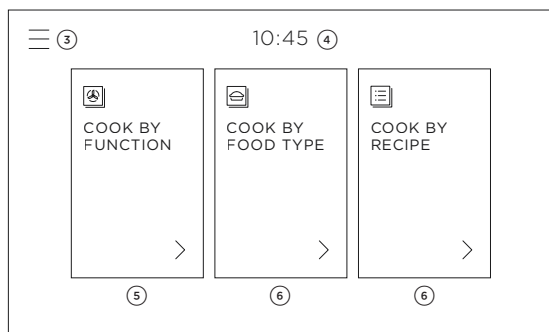 ③
10:45 ④
COOK BY
FUNCTION
COOK BY
FOOD TYPE
COOK BY
RECIPE
⑤
⑥
⑥